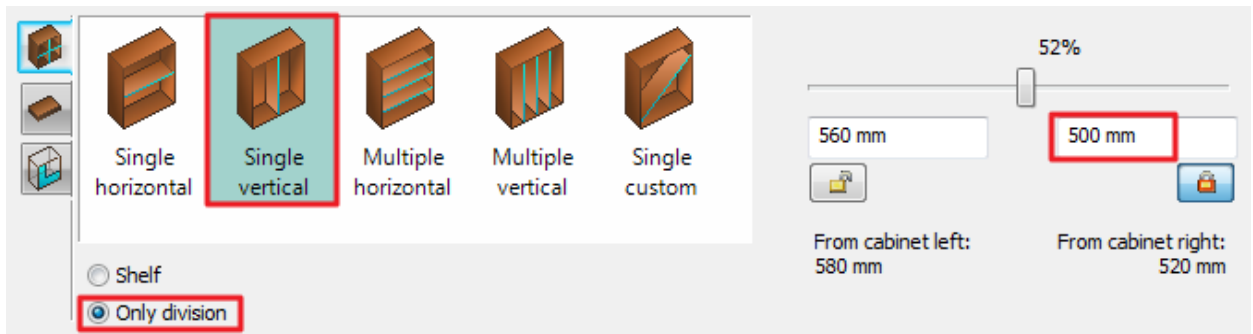 Single horizontal
Single vertical
Multiple horizontal
Multiple vertical
Single custom
Shelf
Only division
52%
560 mm
500 mm
From cabinet left:
580 mm
From cabinet right:
520 mm